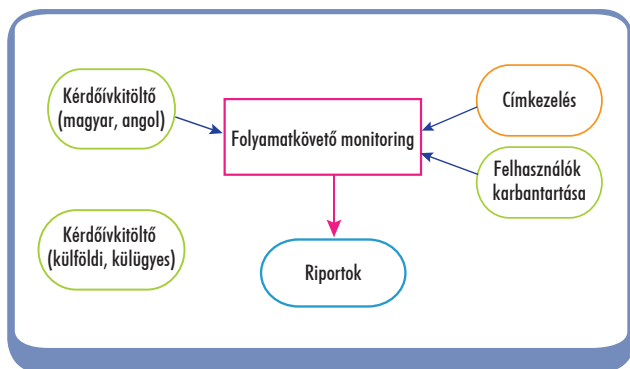 Kérdőívkitöltő
(magyar, angol)
Folyamatkövető monitoring
Címkezelés
Felhasználók
karbantartása
Kérdőívkitöltő
(külföldi, külügyes)
Riportok